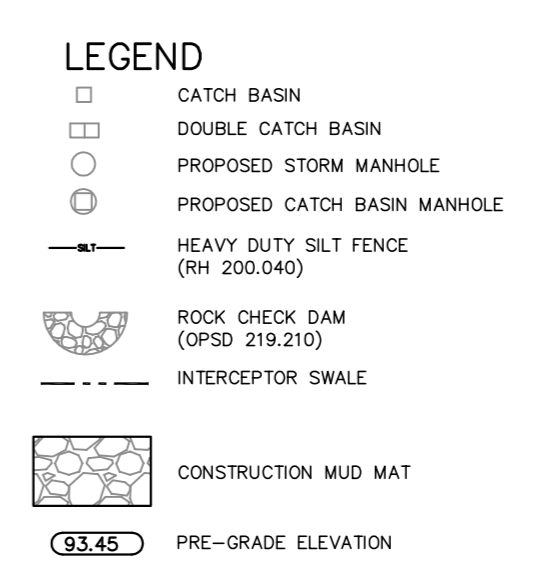 LEGEND
CATCH BASIN
DOUBLE CATCH BASIN
PROPOSED STORM MANHOLE
PROPOSED CATCH BASIN MANHOLE
SILT HEAVY DUTY SILT FENCE
(RH 200.040)
ROCK CHECK DAM
(OPSD 219.210)
INTERCEPTOR SWALE
CONSTRUCTION MUD MAT
93.45 PRE-GRADE ELEVATION